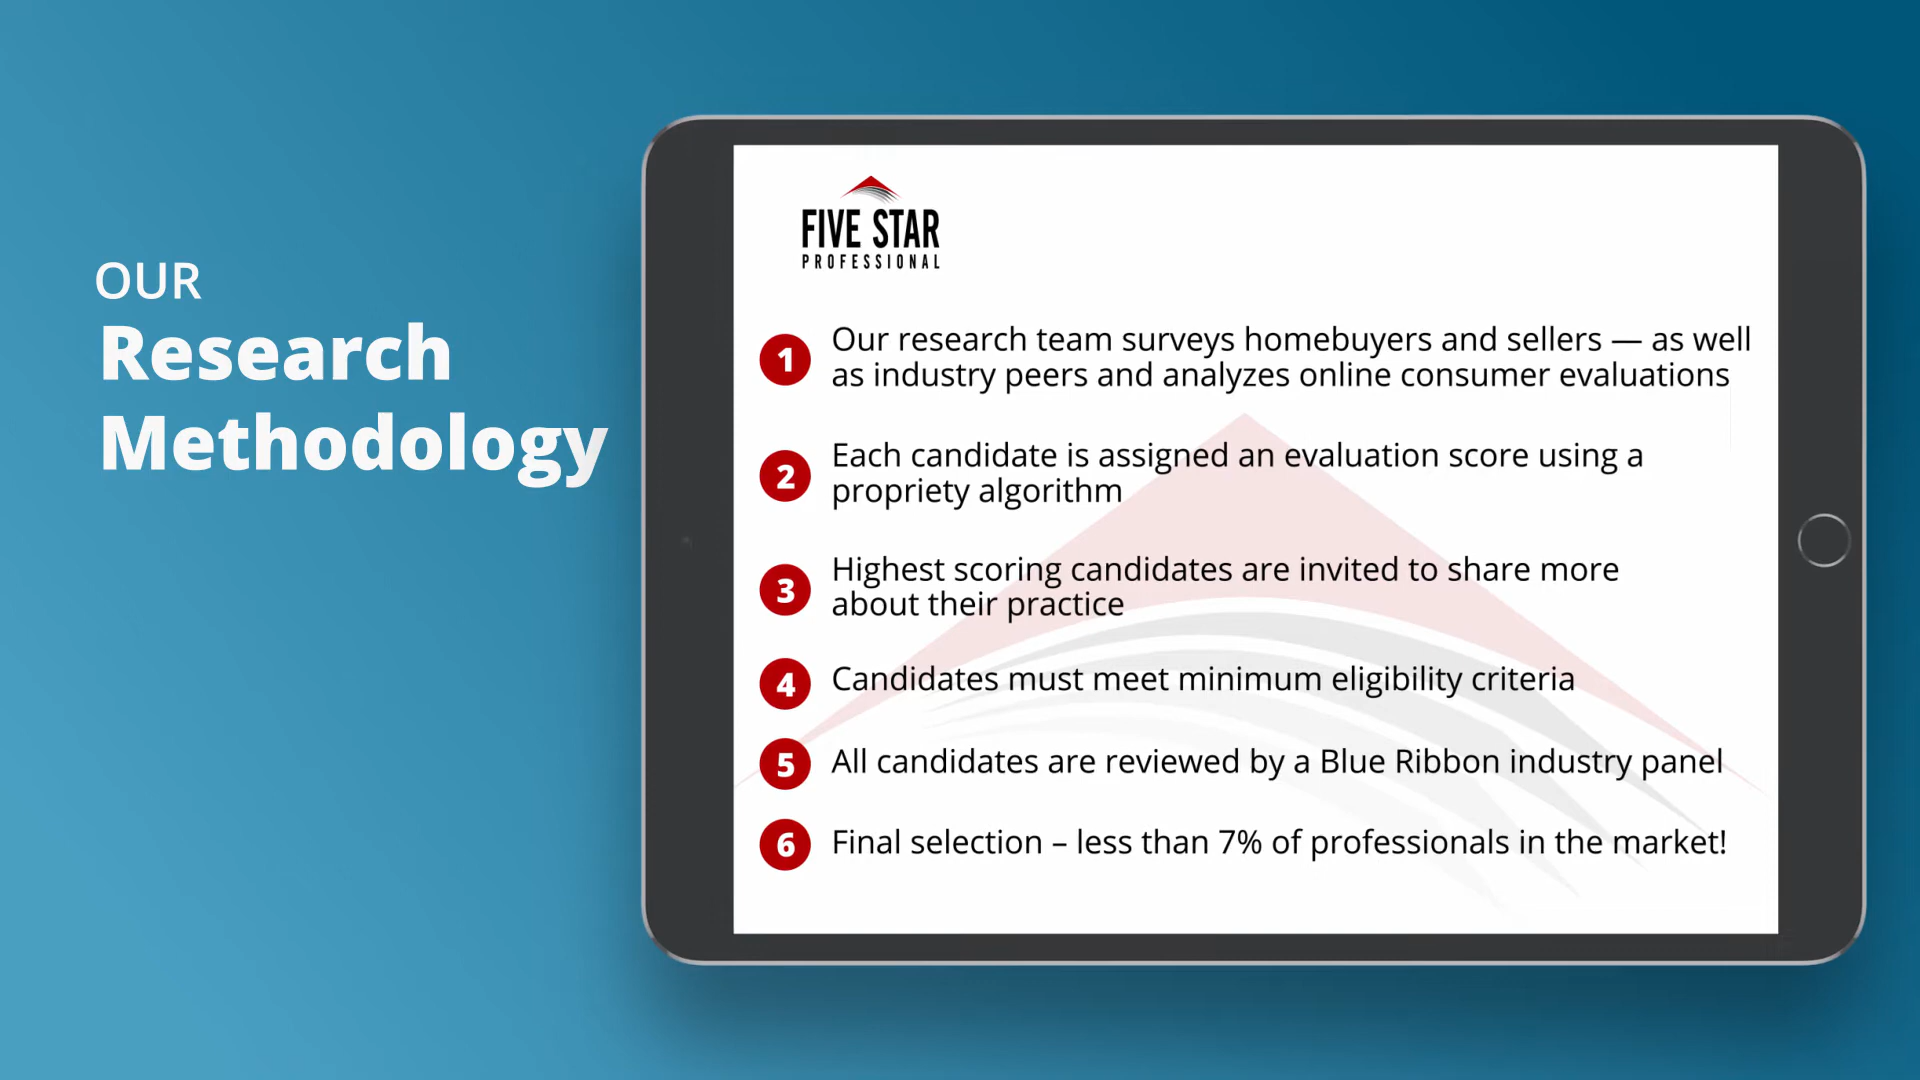 OUR
Research
Methodology
FIVE STAR
PROFESSIONAL
1 Our research team surveys homebuyers and sellers — as well
as industry peers and analyzes online consumer evaluations
2 Each candidate is assigned an evaluation score using a
propriety algorithm
3 Highest scoring candidates are invited to share more
about their practice
4 Candidates must meet minimum eligibility criteria
5 All candidates are reviewed by a Blue Ribbon industry panel
6 Final selection – less than 7% of professionals in the market!